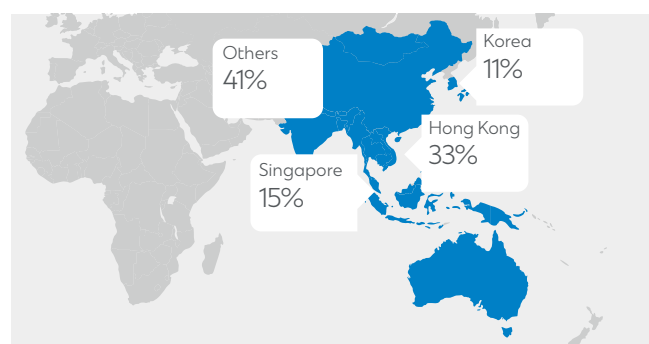 Others
41%
Korea
11%
Hong Kong
33%
Singapore
15%